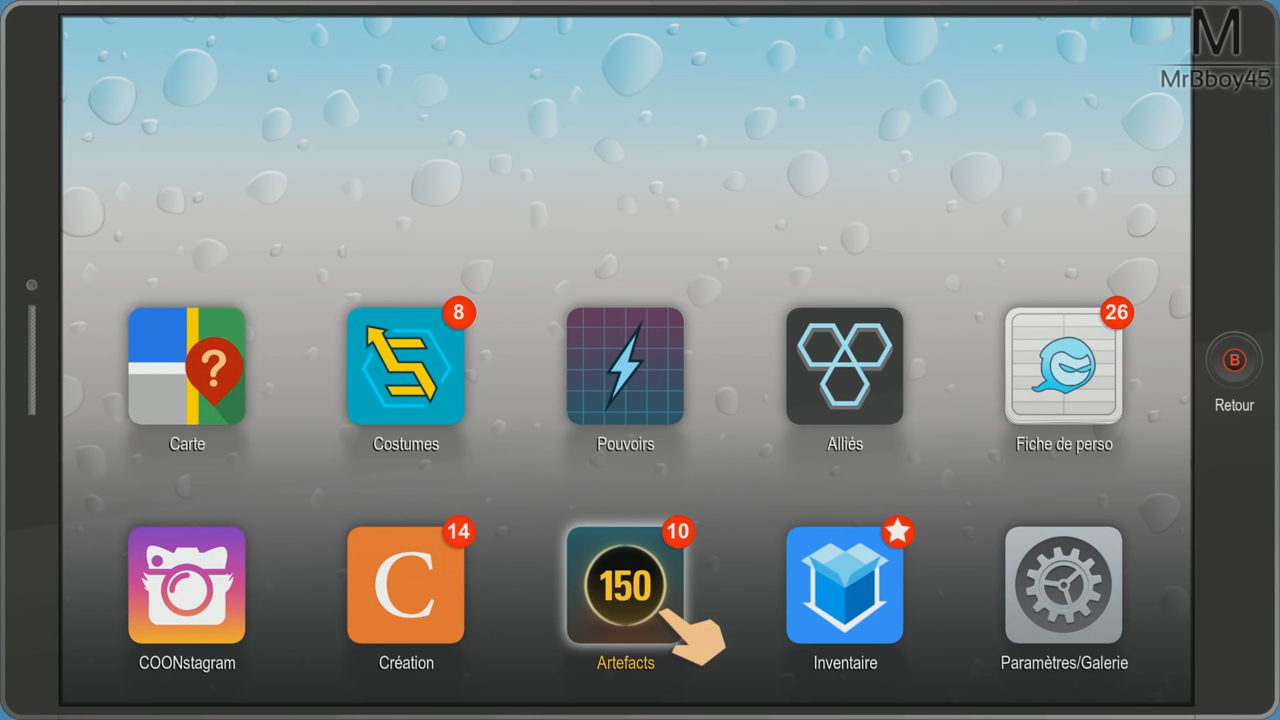 M
MrBboy45
8
26
?
B
Carte
Costumes
Pouvoirs
Alliés
Fiche de perso
Retour
14
10
C
150
COONstagram
Création
Artefacts
Inventaire
Paramètres/Galerie